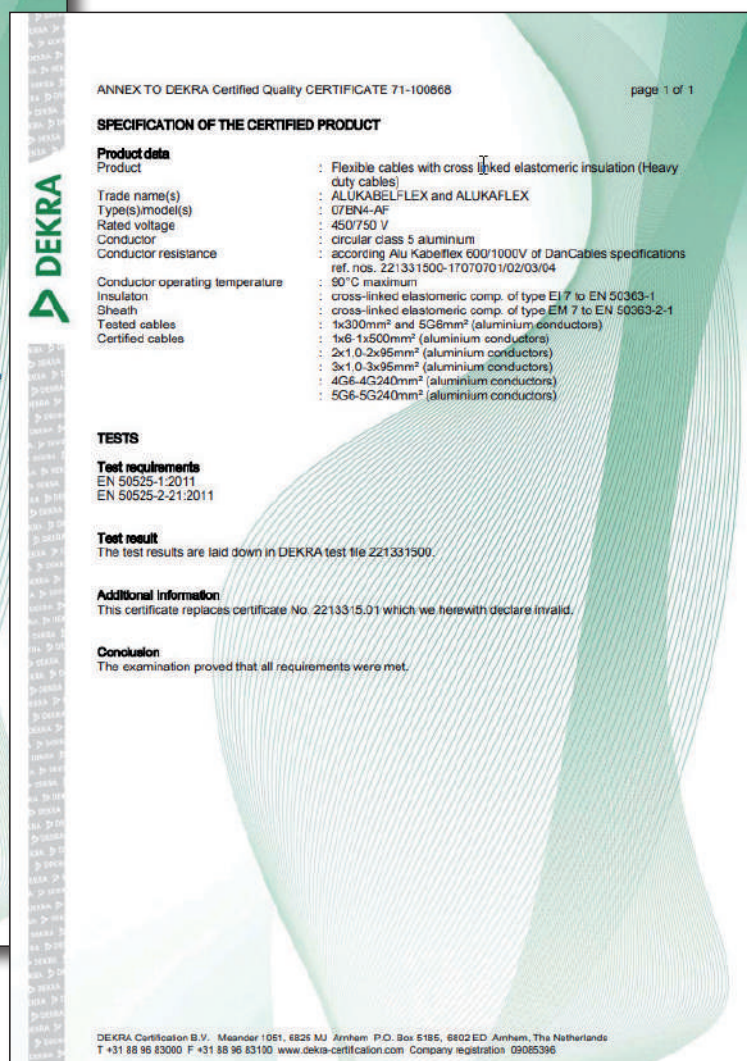 ANNEX TO DEKRA Certified Quality CERTIFICATE 71-100868 page 1 of 1
SPECIFICATION OF THE CERTIFIED PRODUCT
DEKRA
Product data
Product : Flexible cables with cross linked elastomeric insulation (Heavy
duty cables)
Trade name(s) : ALUKABELFLEX and ALUKAFLEX
Type(s)/model(s) : 07BN4-AF
Rated voltage : 450/750 V
Conductor : circular class 5 aluminium
Conductor resistance : according Alu Kabelflex 600/1000V of DanCables specifications
ref. nos. 221331500-17070701/02/03/04
Conductor operating temperature : 90°C maximum
Insulaton : cross-linked elastomeric comp. of type EI 7 to EN 50363-1
Sheath : cross-linked elastomeric comp. of type EM 7 to EN 50363-2-1
Tested cables : 1x300mm² and 5G6mm² (aluminium conductors)
Certified cables : 1x6-1x500mm² (aluminium conductors)
: 2x1,0-2x95mm² (aluminium conductors)
: 3x1,0-3x95mm² (aluminium conductors)
: 4G6-4G240mm² (aluminium conductors)
: 5G6-5G240mm² (aluminium conductors)
TESTS
Test requirements
EN 50525-1:2011
EN 50525-2-21:2011
Test result
The test results are laid down in DEKRA test file 221331500.
Additional information
This certificate replaces certificate No. 2213315.01 which we herewith declare invalid.
Conclusion
The examination proved that all requirements were met.
DEKRA Certification B.V. Meander 1051, 6825 MJ Arnhem P.O. Box 5185, 6802 ED Arnhem, The Netherlands
T +31 88 96 83000 F +31 88 96 83100 www.dekra-certification.com Company registration 09085396